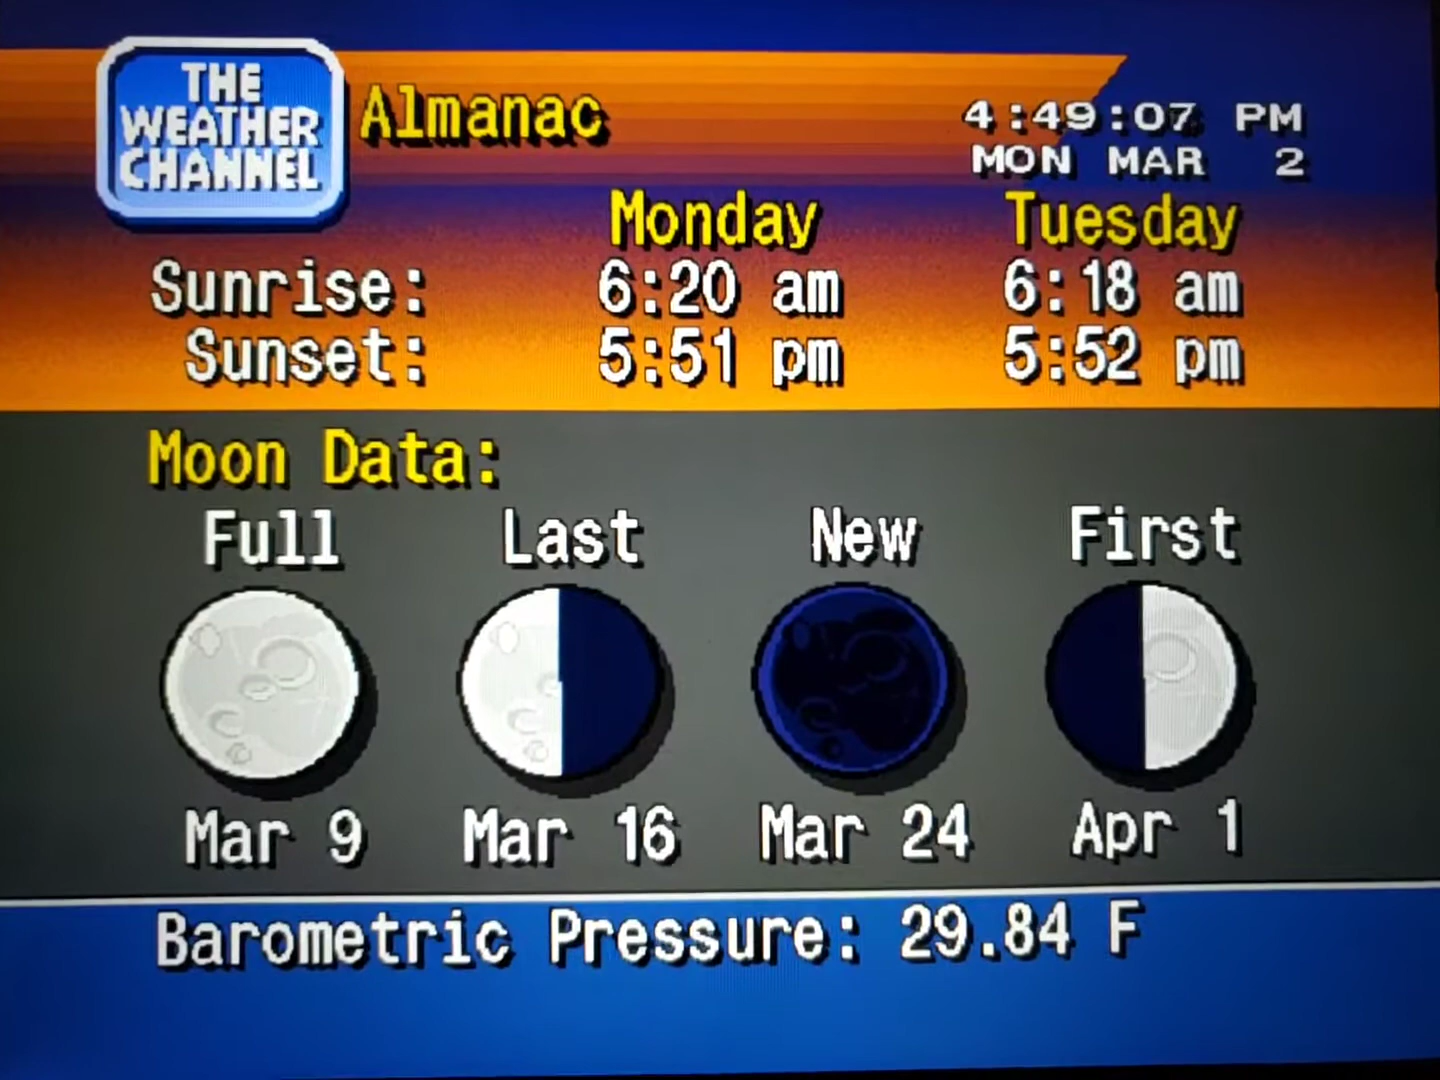 THE
WEATHER
CHANNEL
Almanac
4:49:07 PM
MON MAR 2
Monday Tuesday
Sunrise: 6:20 am 6:18 am
Sunset: 5:51 pm 5:52 pm
Moon Data:
Full Last New First
Mar 9 Mar 16 Mar 24 Apr 1
Barometric Pressure: 29.84 F